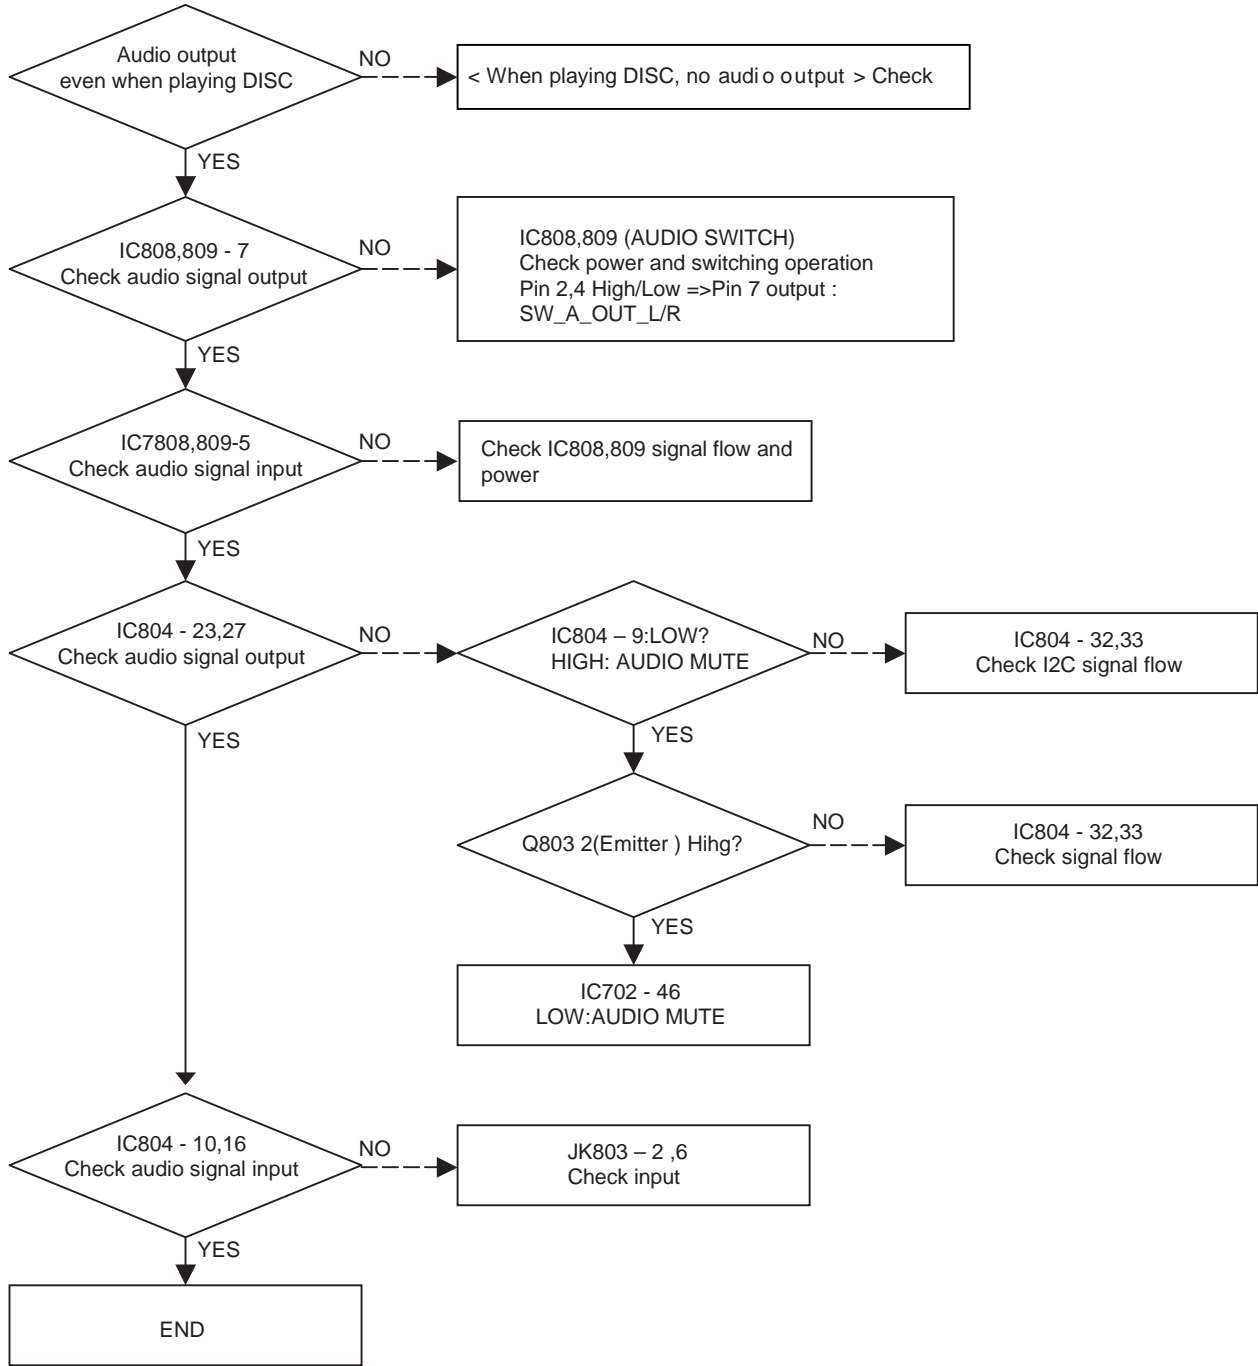 Audio output
even when playing DISC
NO
< When playing DISC, no audio output > Check
YES
IC808,809 - 7
Check audio signal output
NO
IC808,809 (AUDIO SWITCH)
Check power and switching operation
Pin 2,4 High/Low =>Pin 7 output :
SW_A_OUT_L/R
YES
IC7808,809-5
Check audio signal input
NO
Check IC808,809 signal flow and
power
YES
IC804 - 23,27
Check audio signal output
NO
IC804 – 9:LOW?
HIGH: AUDIO MUTE
NO
IC804 - 32,33
Check I2C signal flow
YES
YES
Q803 2(Emitter ) Hihg?
NO
IC804 - 32,33
Check signal flow
YES
IC702 - 46
LOW:AUDIO MUTE
IC804 - 10,16
Check audio signal input
NO
JK803 – 2 ,6
Check input
YES
END